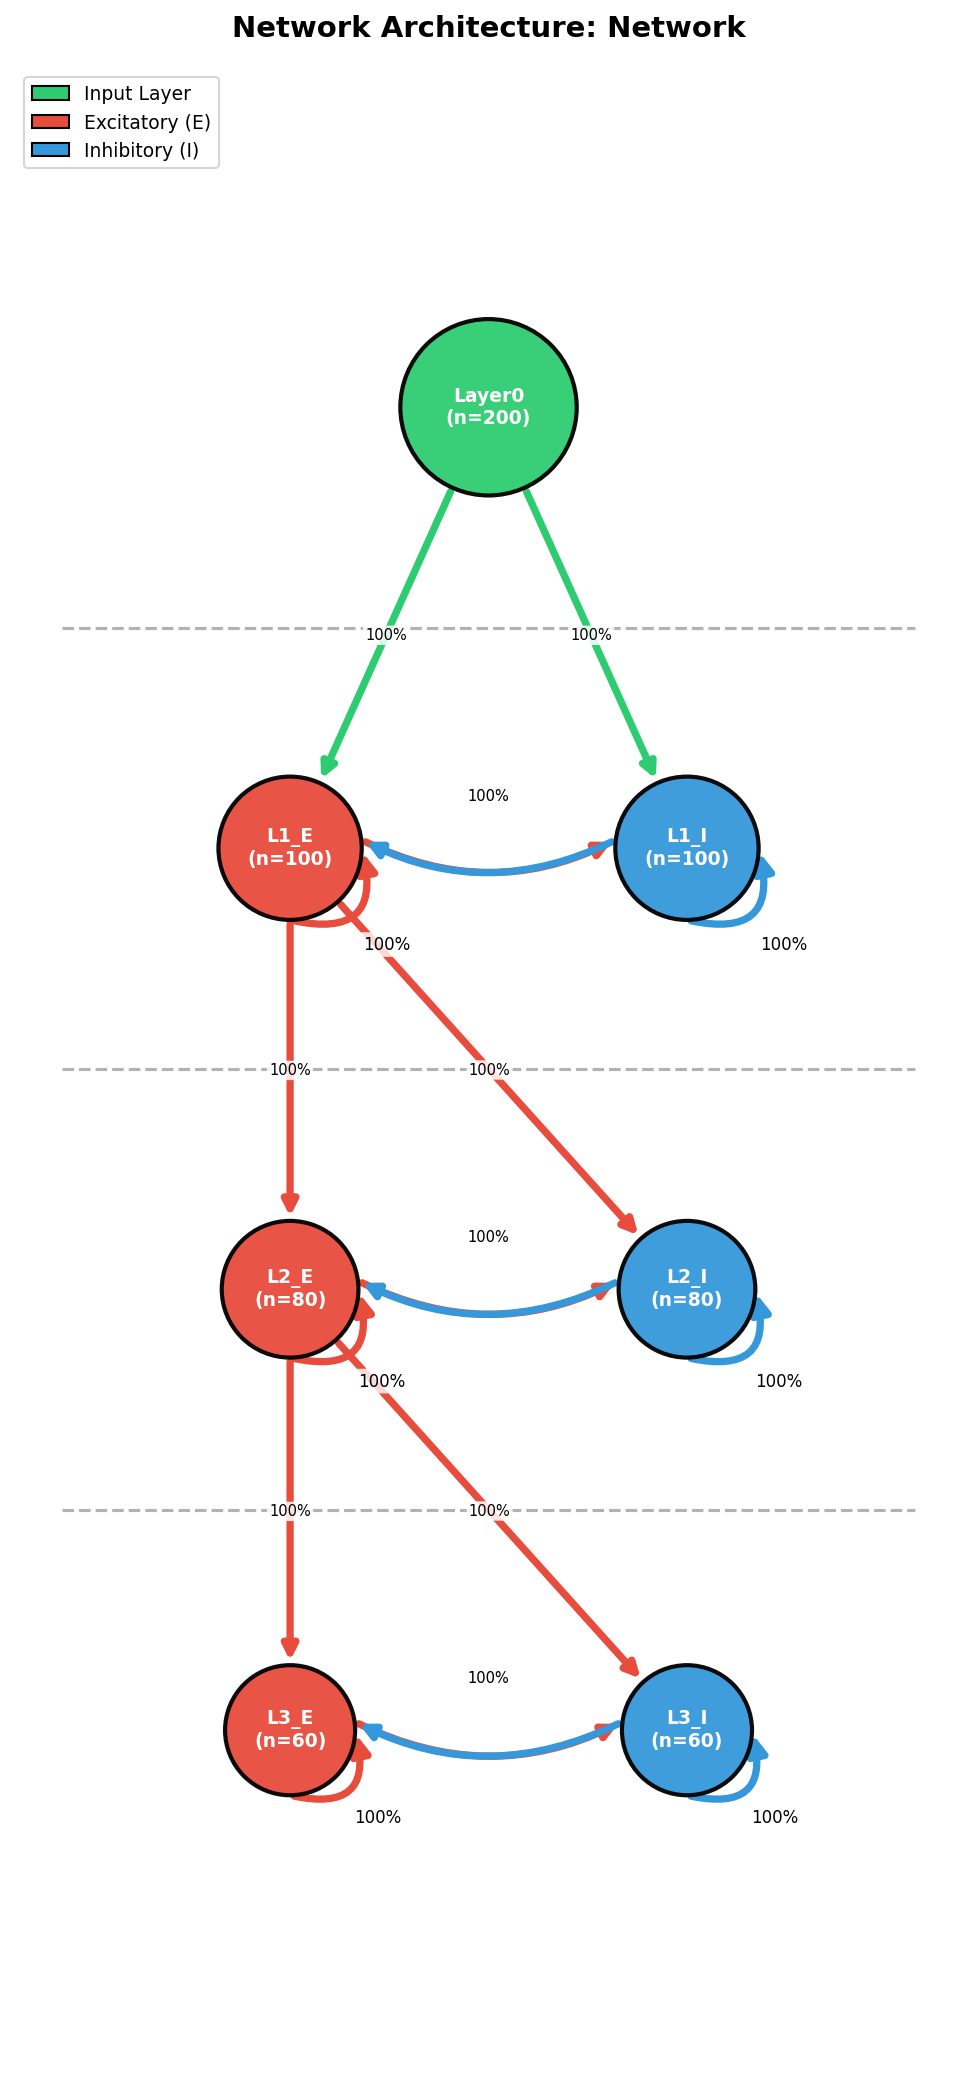 Network Architecture: Network
Input Layer
Excitatory (E)
Inhibitory (I)
Layer0
(n=200)
100%
100%
100%
L1_E
(n=100)
L1_I
(n=100)
100%
100%
100%
100%
100%
L2_E
(n=80)
L2_I
(n=80)
100%
100%
100%
100%
100%
L3_E
(n=60)
L3_I
(n=60)
100%
100%